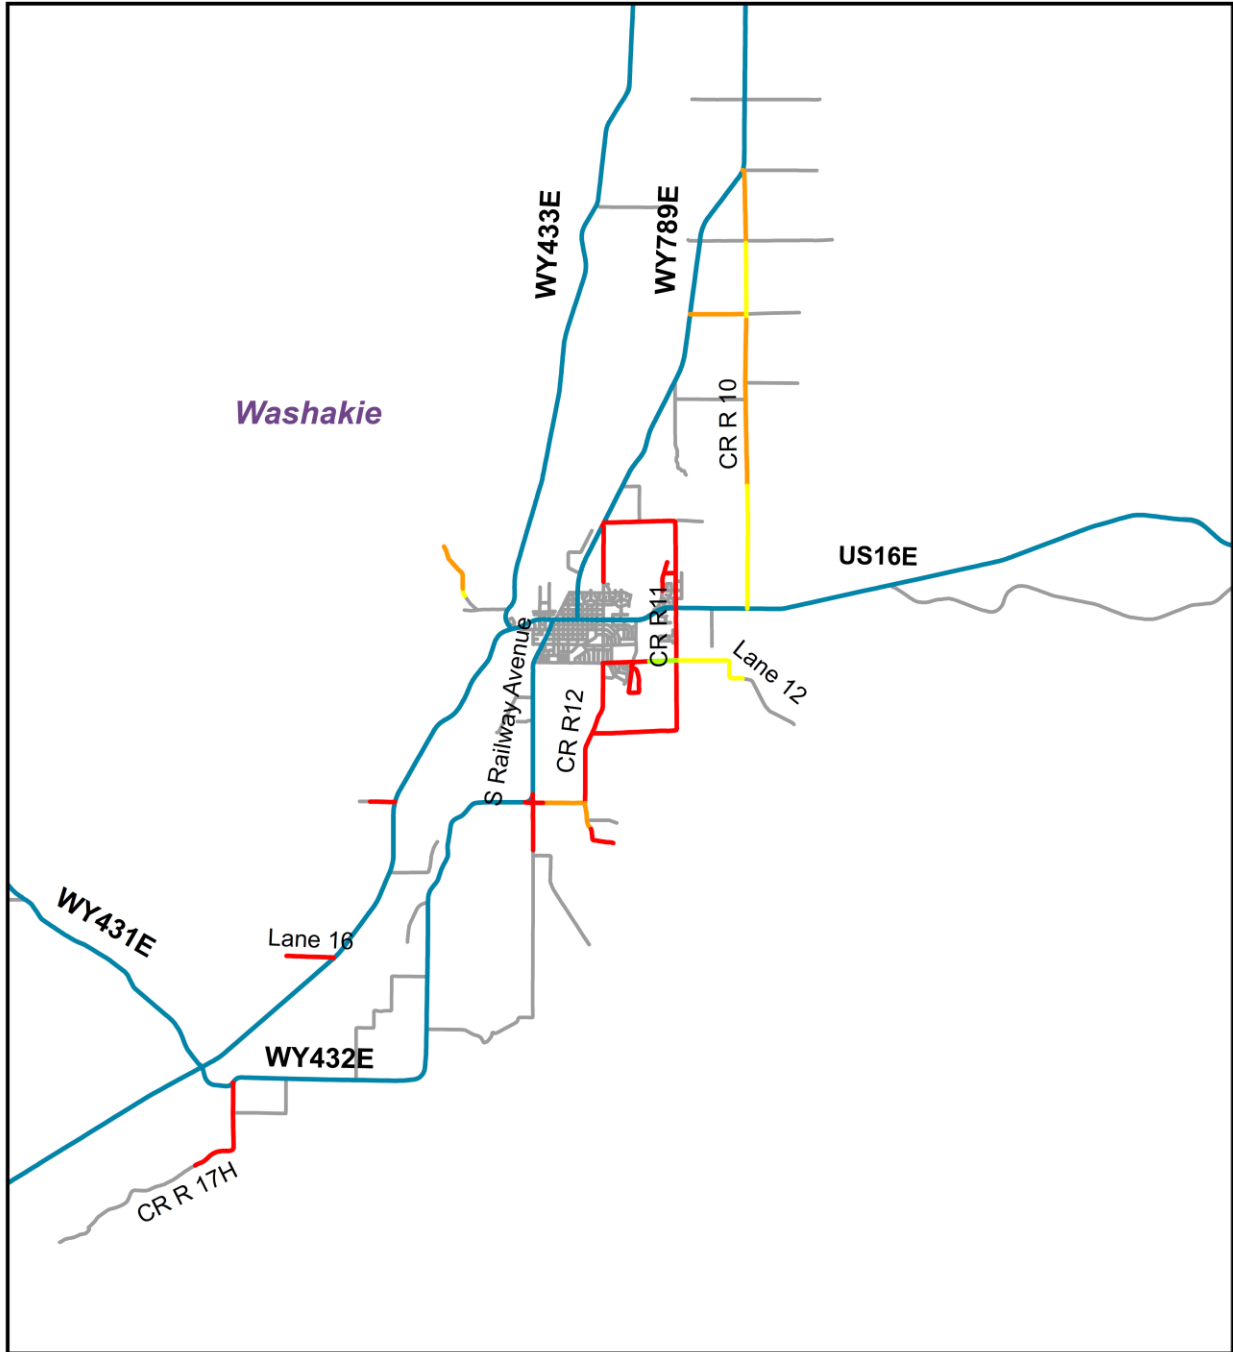 WY433E
WY789E
Washakie
CR R 10
US16E
CR R11
Lane 12
S Railway Avenue
CR R12
WY431E
Lane 16
WY432E
CR R 17H